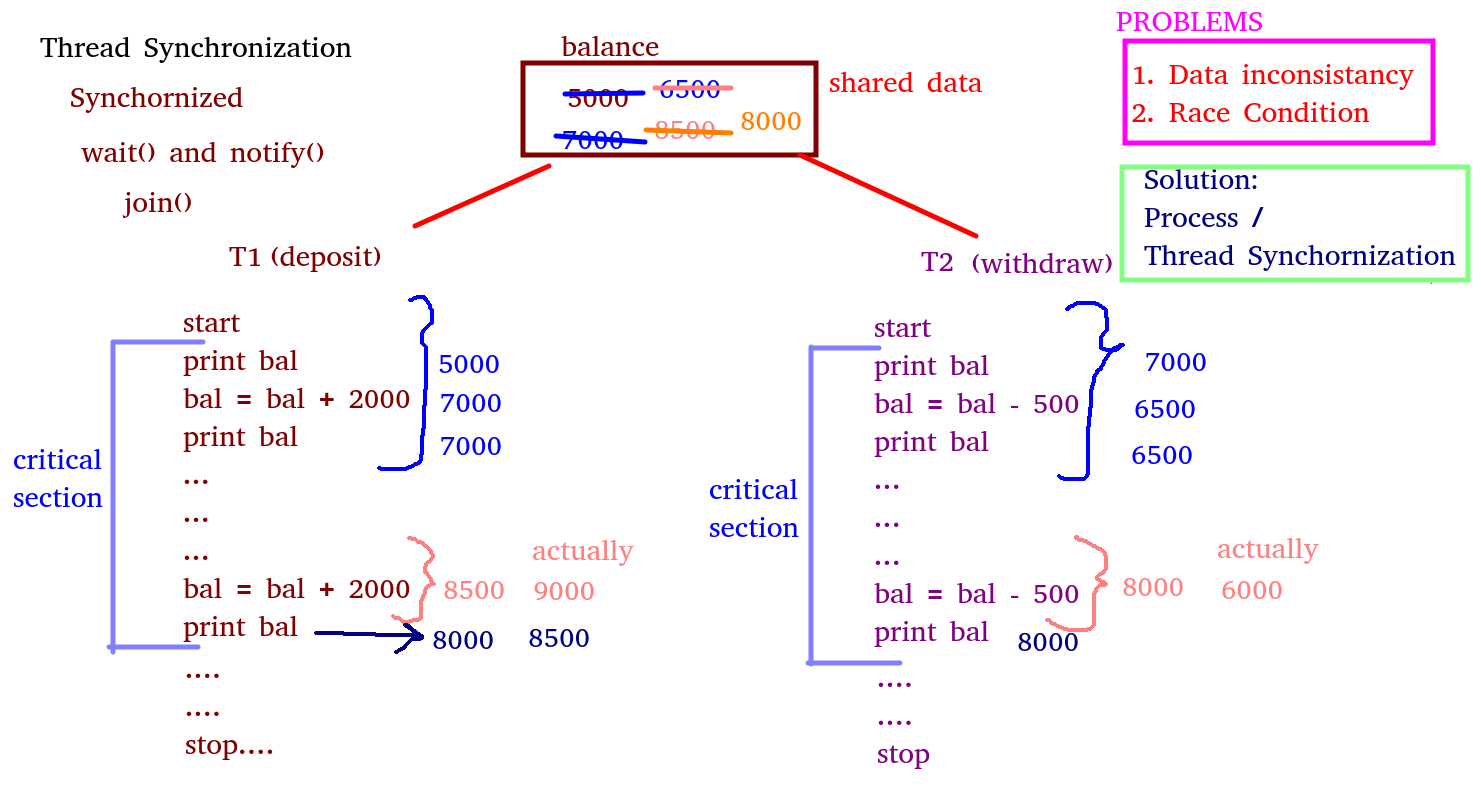 Thread Synchronization
Synchornized
wait() and notify()
join()
balance
5000 6500
7000 8500 8000
shared data
PROBLEMS
1. Data inconsistancy
2. Race Condition
Solution:
Process /
Thread Synchornization
T1 (deposit)
start
print bal
5000
bal = bal + 2000
7000
print bal
7000
...
...
...
actually
bal = bal + 2000
8500 9000
print bal
8000 8500
....
....
stop....
critical
section
T2 (withdraw)
start
print bal
7000
bal = bal - 500
6500
print bal
6500
...
...
...
actually
bal = bal - 500
8000 6000
print bal
8000
....
....
stop
critical
section